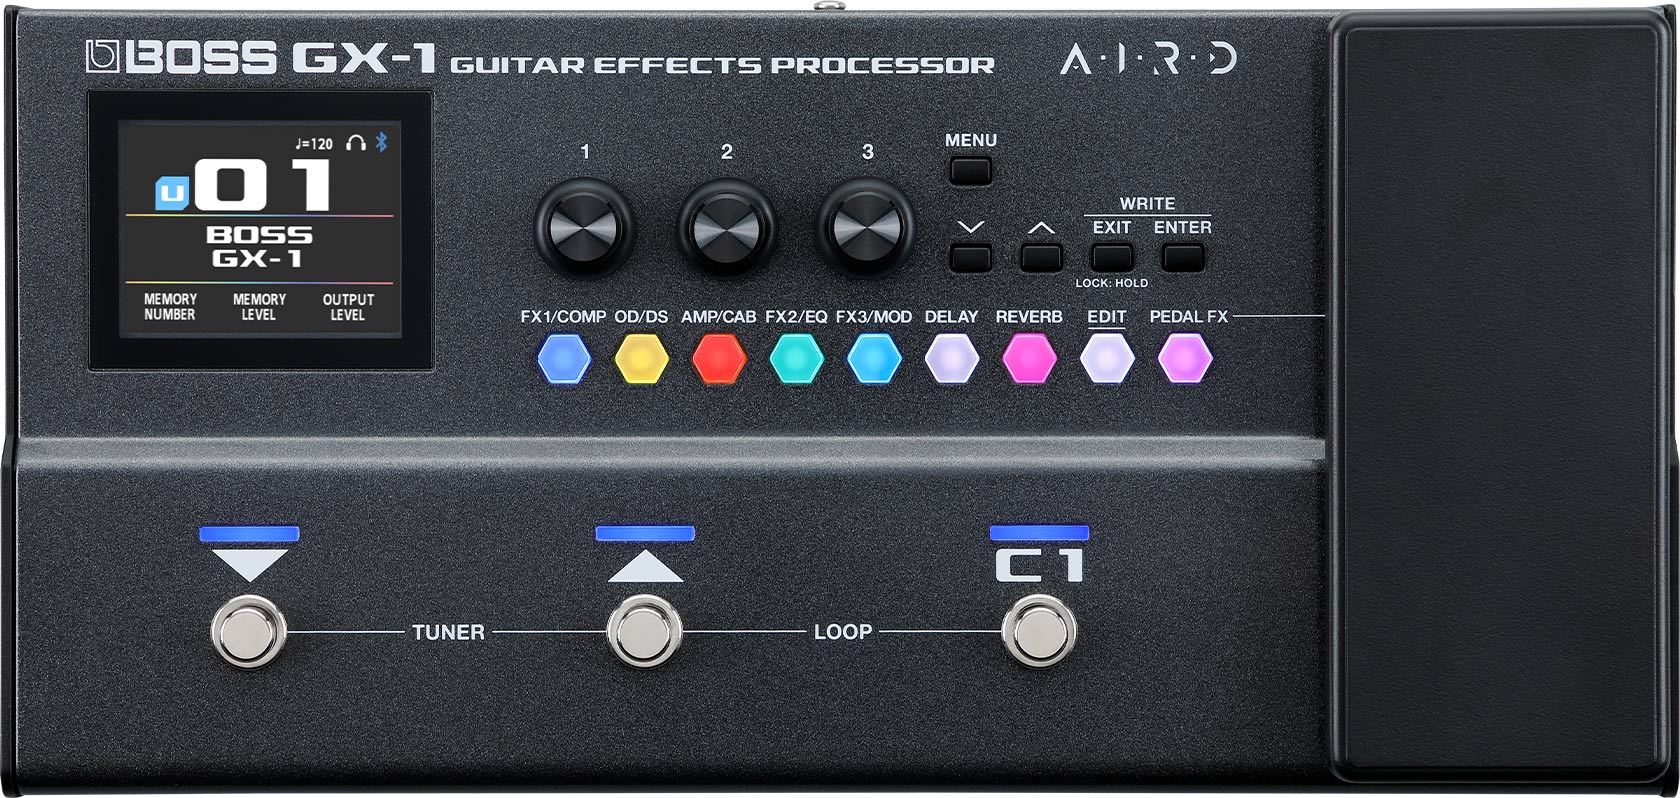 BOSS GX-1 GUITAR EFFECTS PROCESSOR A·I·R·D
♩=120
U01
BOSS
GX-1
MEMORY NUMBER MEMORY LEVEL OUTPUT LEVEL
1 2 3
MENU
WRITE
EXIT ENTER
LOCK: HOLD
FX1/COMP OD/DS AMP/CAB FX2/EQ FX3/MOD DELAY REVERB EDIT PEDAL FX
C1
TUNER LOOP